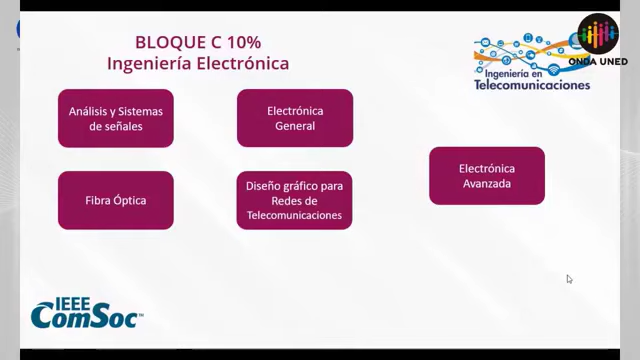 BLOQUE C 10%
Ingeniería Electrónica
Ingeniería en
Telecomunicaciones
ONDA UNED
Análisis y Sistemas
de señales
Electrónica
General
Electrónica
Avanzada
Fibra Óptica
Diseño gráfico para
Redes de
Telecomunicaciones
IEEE
ComSoc™